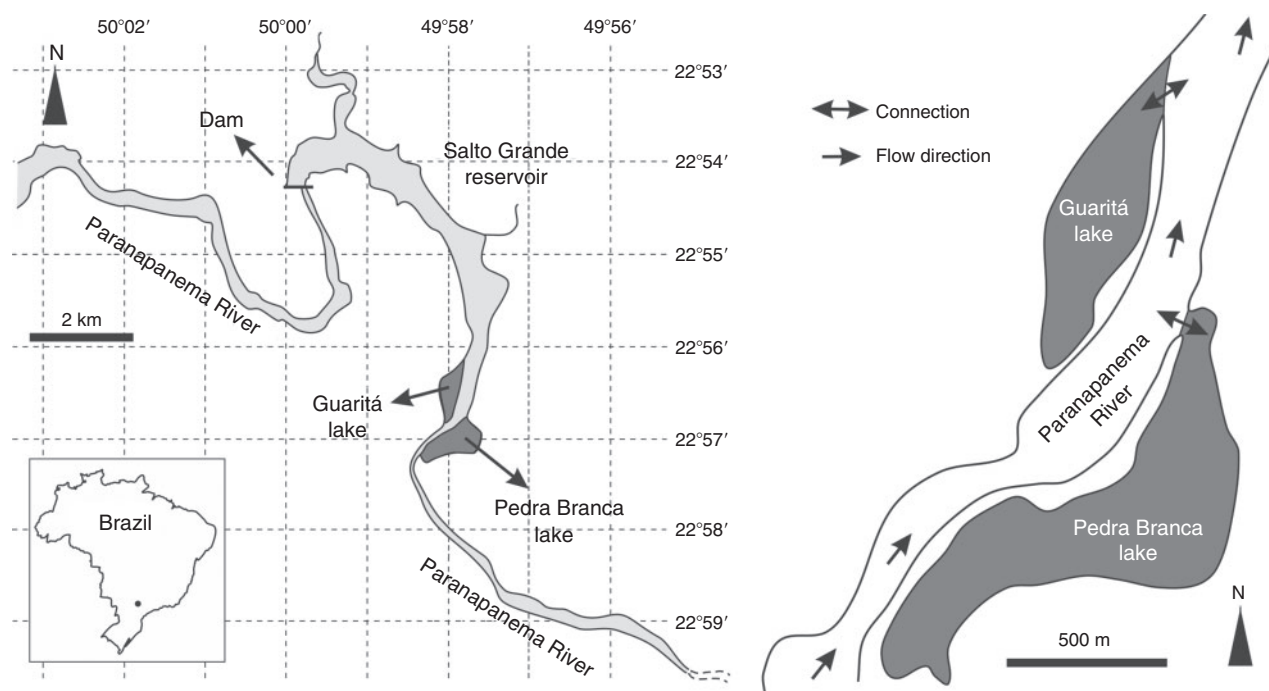 50°02′
50°00′
49°58′
49°56′
N
22°53′
Dam
Salto Grande
reservoir
22°54′
Paranapanema River
22°55′
2 km
22°56′
Guaritá
lake
22°57′
Pedra Branca
lake
Brazil
22°58′
Paranapanema River
22°59′
Connection
Flow direction
Guaritá
lake
Paranapanema
River
Pedra Branca
lake
N
500 m